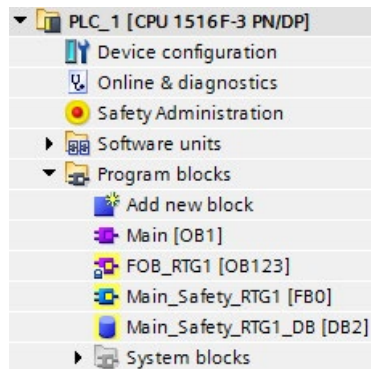 PLC_1 [CPU 1516F-3 PN/DP]
Device configuration
Online & diagnostics
Safety Administration
Software units
Program blocks
Add new block
Main [OB1]
FOB_RTG1 [OB123]
Main_Safety_RTG1 [FB0]
Main_Safety_RTG1_DB [DB2]
System blocks